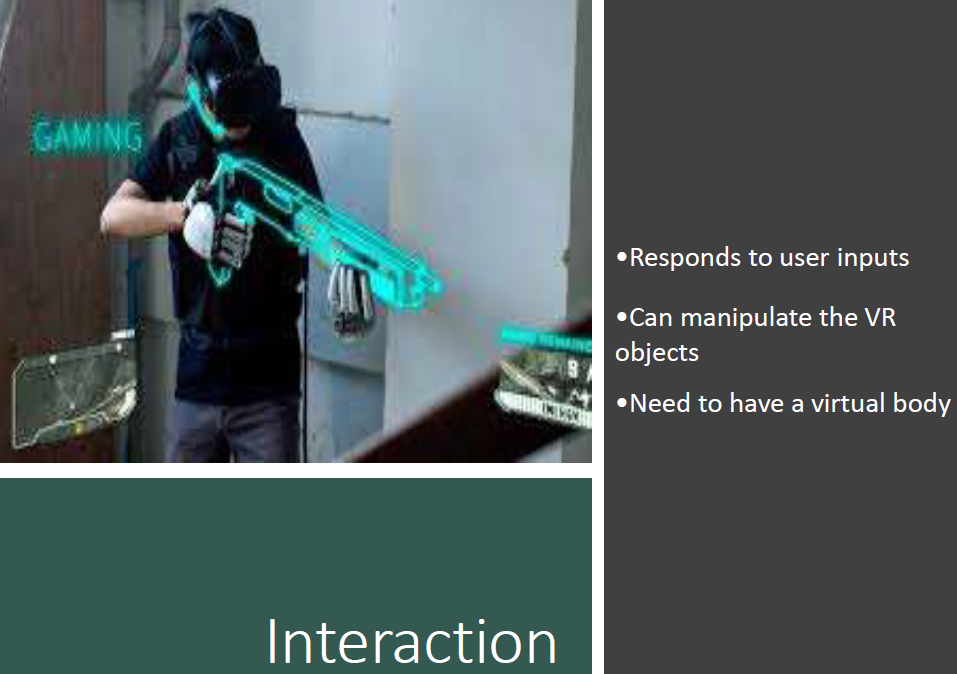 GAMING
•Responds to user inputs
•Can manipulate the VR
objects
•Need to have a virtual body
Interaction